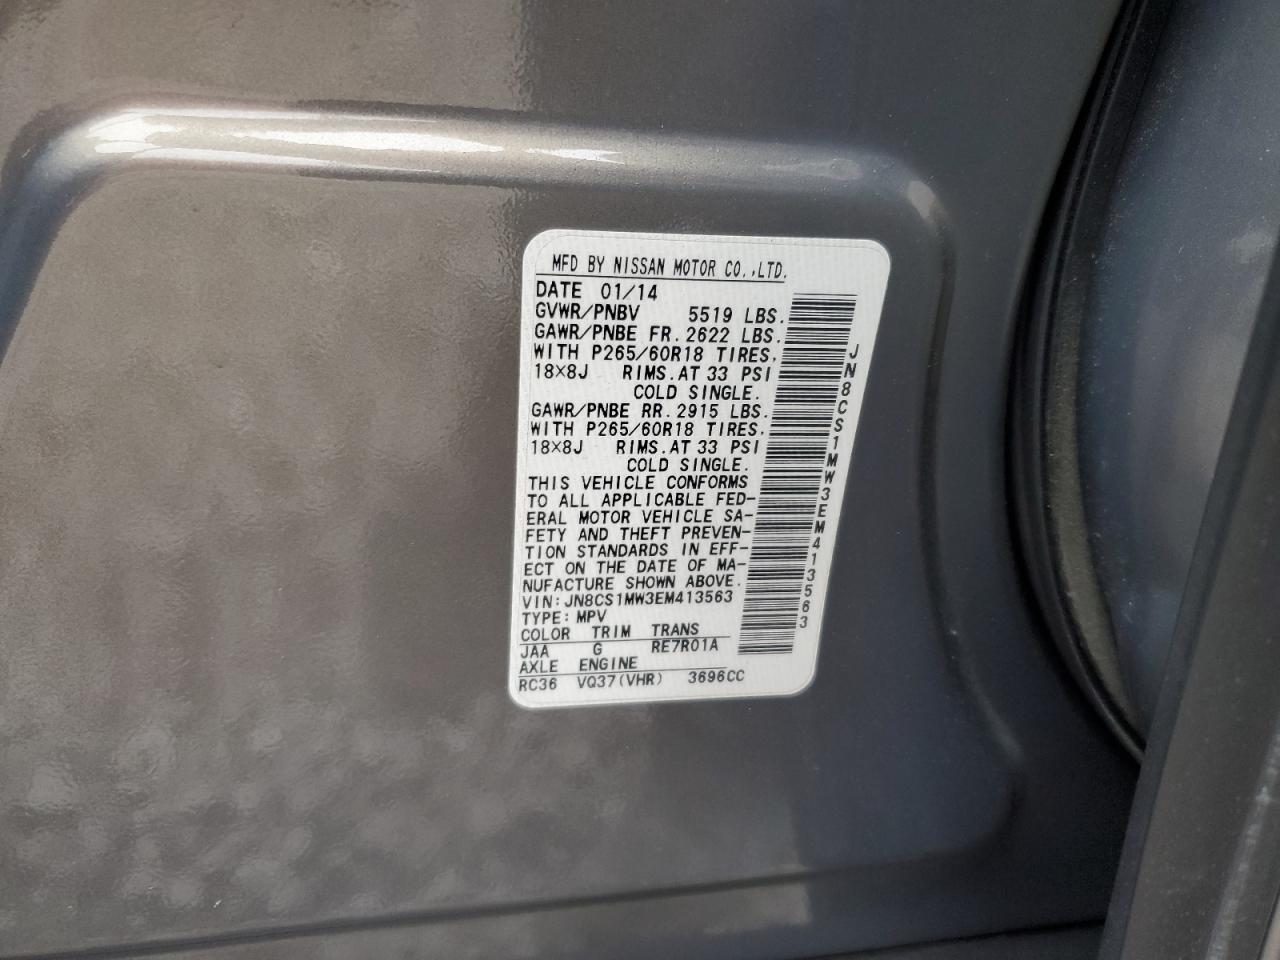 MFD BY NISSAN MOTOR CO.,LTD.
DATE 01/14
GVWR/PNBV 5519 LBS.
GAWR/PNBE FR. 2622 LBS.
WITH P265/60R18 TIRES,
18×8J RIMS. AT 33 PSI
COLD SINGLE.
GAWR/PNBE RR. 2915 LBS.
WITH P265/60R18 TIRES,
18×8J RIMS. AT 33 PSI
COLD SINGLE.
THIS VEHICLE CONFORMS
TO ALL APPLICABLE FED-
ERAL MOTOR VEHICLE SA-
FETY AND THEFT PREVEN-
TION STANDARDS IN EFF-
ECT ON THE DATE OF MA-
NUFACTURE SHOWN ABOVE.
VIN: JN8CS1MW3EM413563
TYPE: MPV
COLOR TRIM TRANS
JAA G RE7R01A
AXLE ENGINE
RC36 VQ37(VHR) 3696CC
JN8CS1MW3EM413563